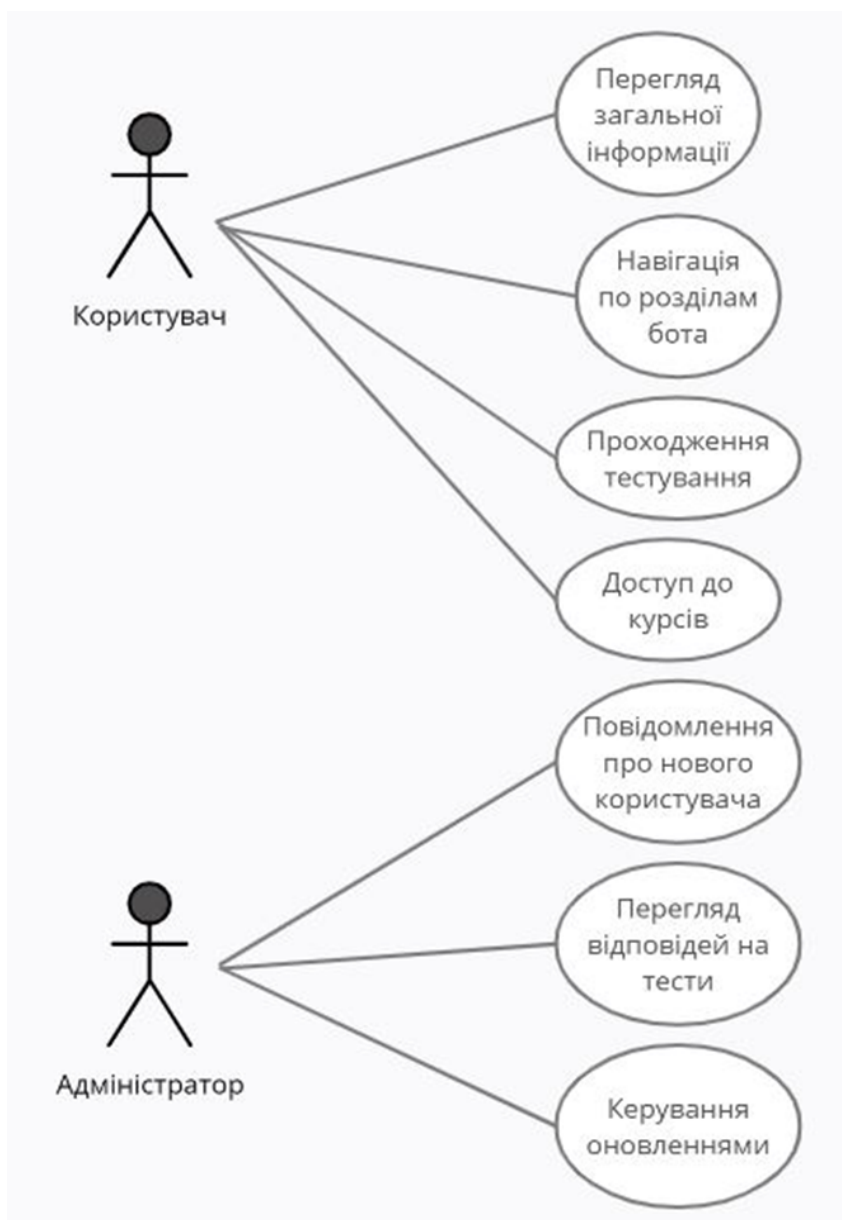 Перегляд
загальної
інформації
Користувач
Навігація
по розділам
бота
Проходження
тестування
Доступ до
курсів
Повідомлення
про нового
користувача
Перегляд
відповідей на
тести
Адміністратор
Керування
оновленнями